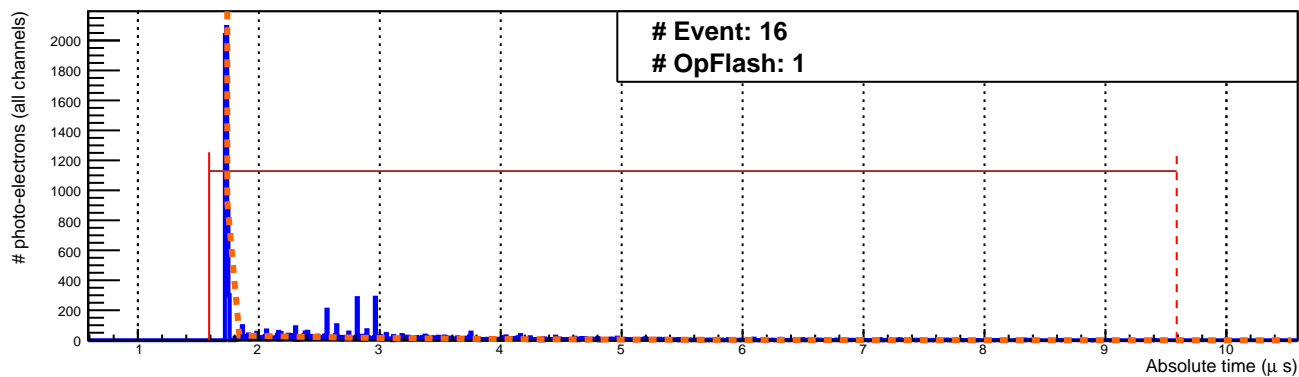 # Event: 16
# OpFlash: 1
# photo-electrons (all channels)
2000
1800
1600
1400
1200
1000
800
600
400
200
0
1 2 3 4 5 6 7 8 9 10
Absolute time (μ s)